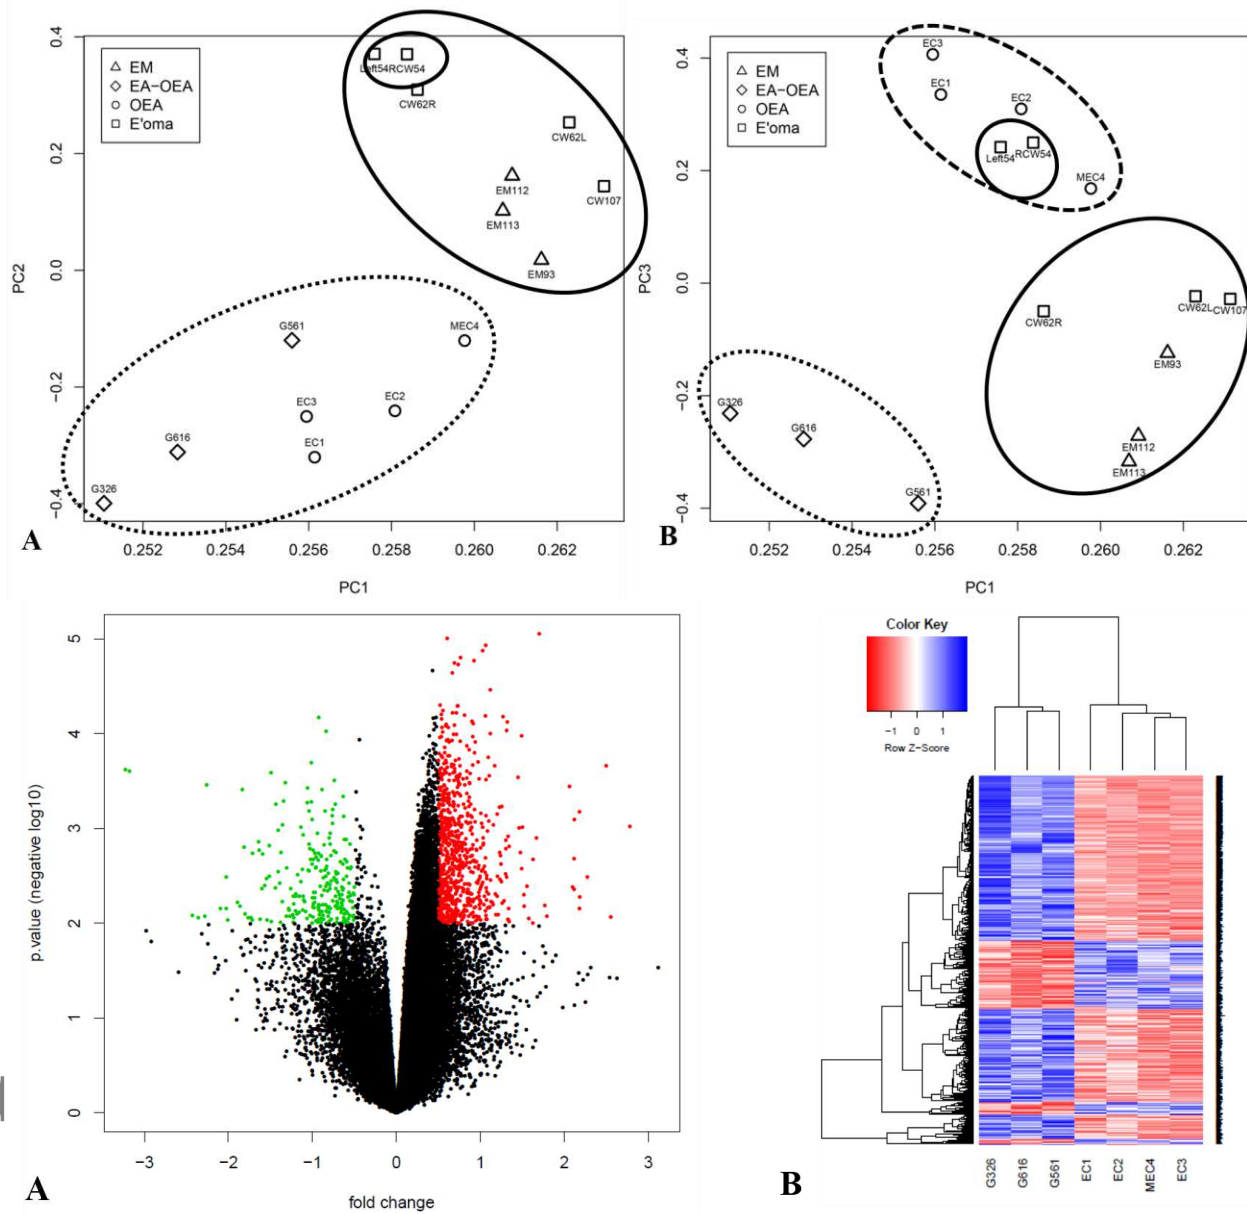 EM
EA−OEA
OEA
E'oma
PC2
0.4
0.2
0.0
−0.2
−0.4
Left54
RCW54
CW62R
CW62L
CW107
EM112
EM113
EM93
G561
MEC4
EC3
EC2
EC1
G616
G326
0.252
0.254
0.256
0.258
0.260
0.262
PC1
A
EM
EA−OEA
OEA
E'oma
PC3
0.4
0.2
0.0
−0.2
−0.4
EC3
EC1
EC2
Left54
RCW54
MEC4
CW62R
CW62L
CW107
EM93
EM112
EM113
G326
G616
G561
0.252
0.254
0.256
0.258
0.260
0.262
PC1
B
p.value (negative log10)
5
4
3
2
1
0
−3
−2
−1
0
1
2
3
fold change
A
Color Key
−1
0
1
Row Z−Score
G326
G616
G561
EC1
EC2
MEC4
EC3
B